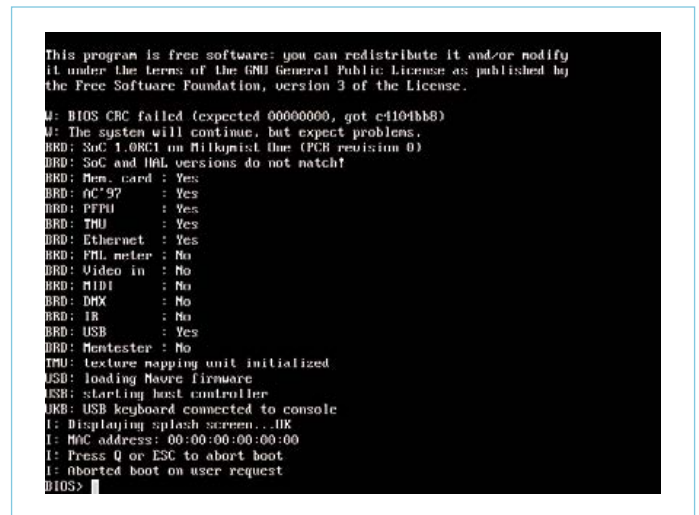 This program is free software: you can redistribute it and/or modify
it under the terms of the GNU General Public License as published by
the Free Software Foundation, version 3 of the License.
W: BIOS CRC failed (expected 00000000, got c4104bb8)
W: The system will continue, but expect problems.
BRD: SoC 1.0RC1 on Milkymist One (PCB revision 0)
BRD: SoC and HAL versions do not match!
BRD: Mem. card : Yes
BRD: AC'97 : Yes
BRD: PFPU : Yes
BRD: TMU : Yes
BRD: Ethernet : Yes
BRD: FML meter : No
BRD: Video in : No
BRD: MIDI : No
BRD: DMX : No
BRD: IR : No
BRD: USB : Yes
BRD: Memtester : No
TMU: texture mapping unit initialized
USB: loading Navre firmware
USB: starting host controller
UKB: USB keyboard connected to console
I: Displaying splash screen...OK
I: MAC address: 00:00:00:00:00:00
I: Press Q or ESC to abort boot
I: Aborted boot on user request
BIOS>